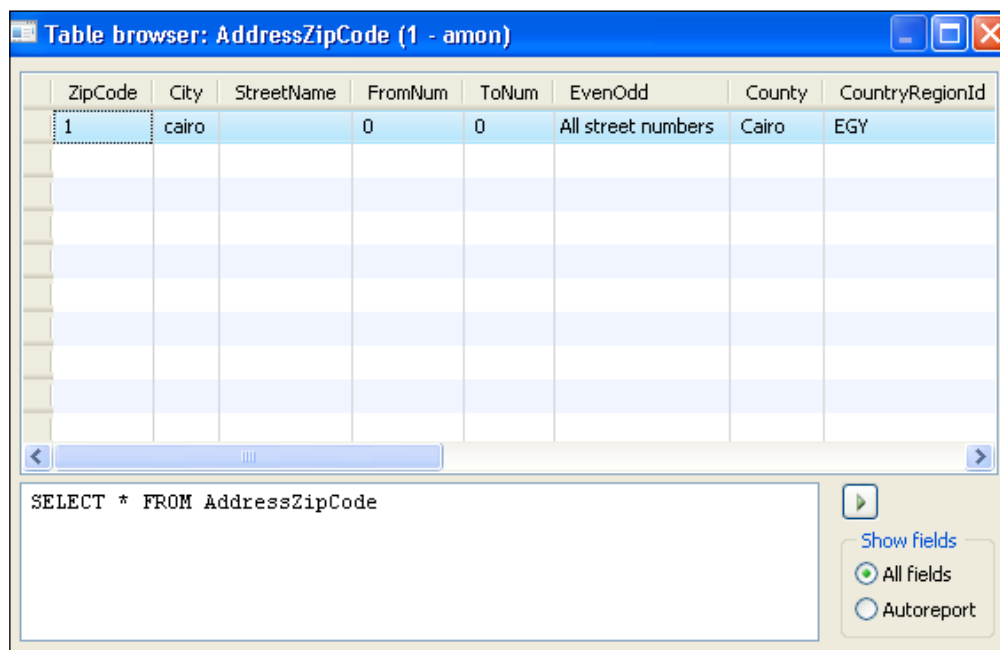 Table browser: AddressZipCode (1 - amon)
ZipCode City StreetName FromNum ToNum EvenOdd County CountryRegionId
1 cairo 0 0 All street numbers Cairo EGY
SELECT * FROM AddressZipCode
Show fields
All fields
Autoreport